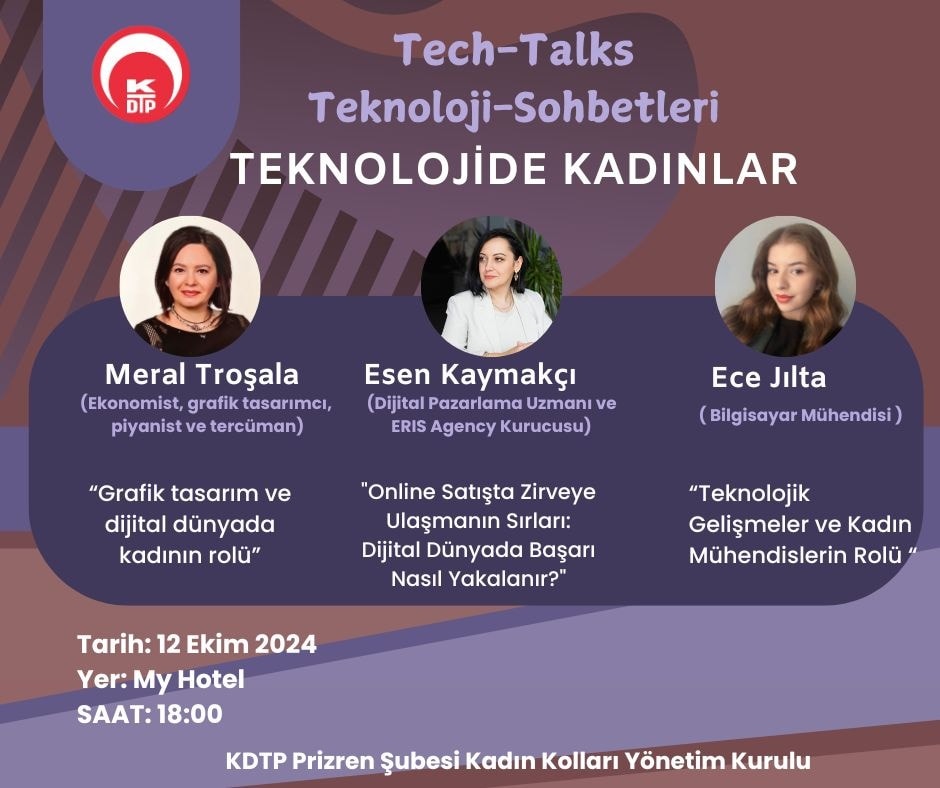 K
DTP
Tech-Talks
Teknoloji-Sohbetleri
TEKNOLOJİDE KADINLAR
Meral Troşala
(Ekonomist, grafik tasarımcı,
piyanist ve tercüman)
“Grafik tasarım ve
dijital dünyada
kadının rolü”
Esen Kaymakçı
(Dijital Pazarlama Uzmanı ve
ERIS Agency Kurucusu)
"Online Satışta Zirveye
Ulaşmanın Sırları:
Dijital Dünyada Başarı
Nasıl Yakalanır?"
Ece Jılta
( Bilgisayar Mühendisi )
“Teknolojik
Gelişmeler ve Kadın
Mühendislerin Rolü “
Tarih: 12 Ekim 2024
Yer: My Hotel
SAAT: 18:00
KDTP Prizren Şubesi Kadın Kolları Yönetim Kurulu